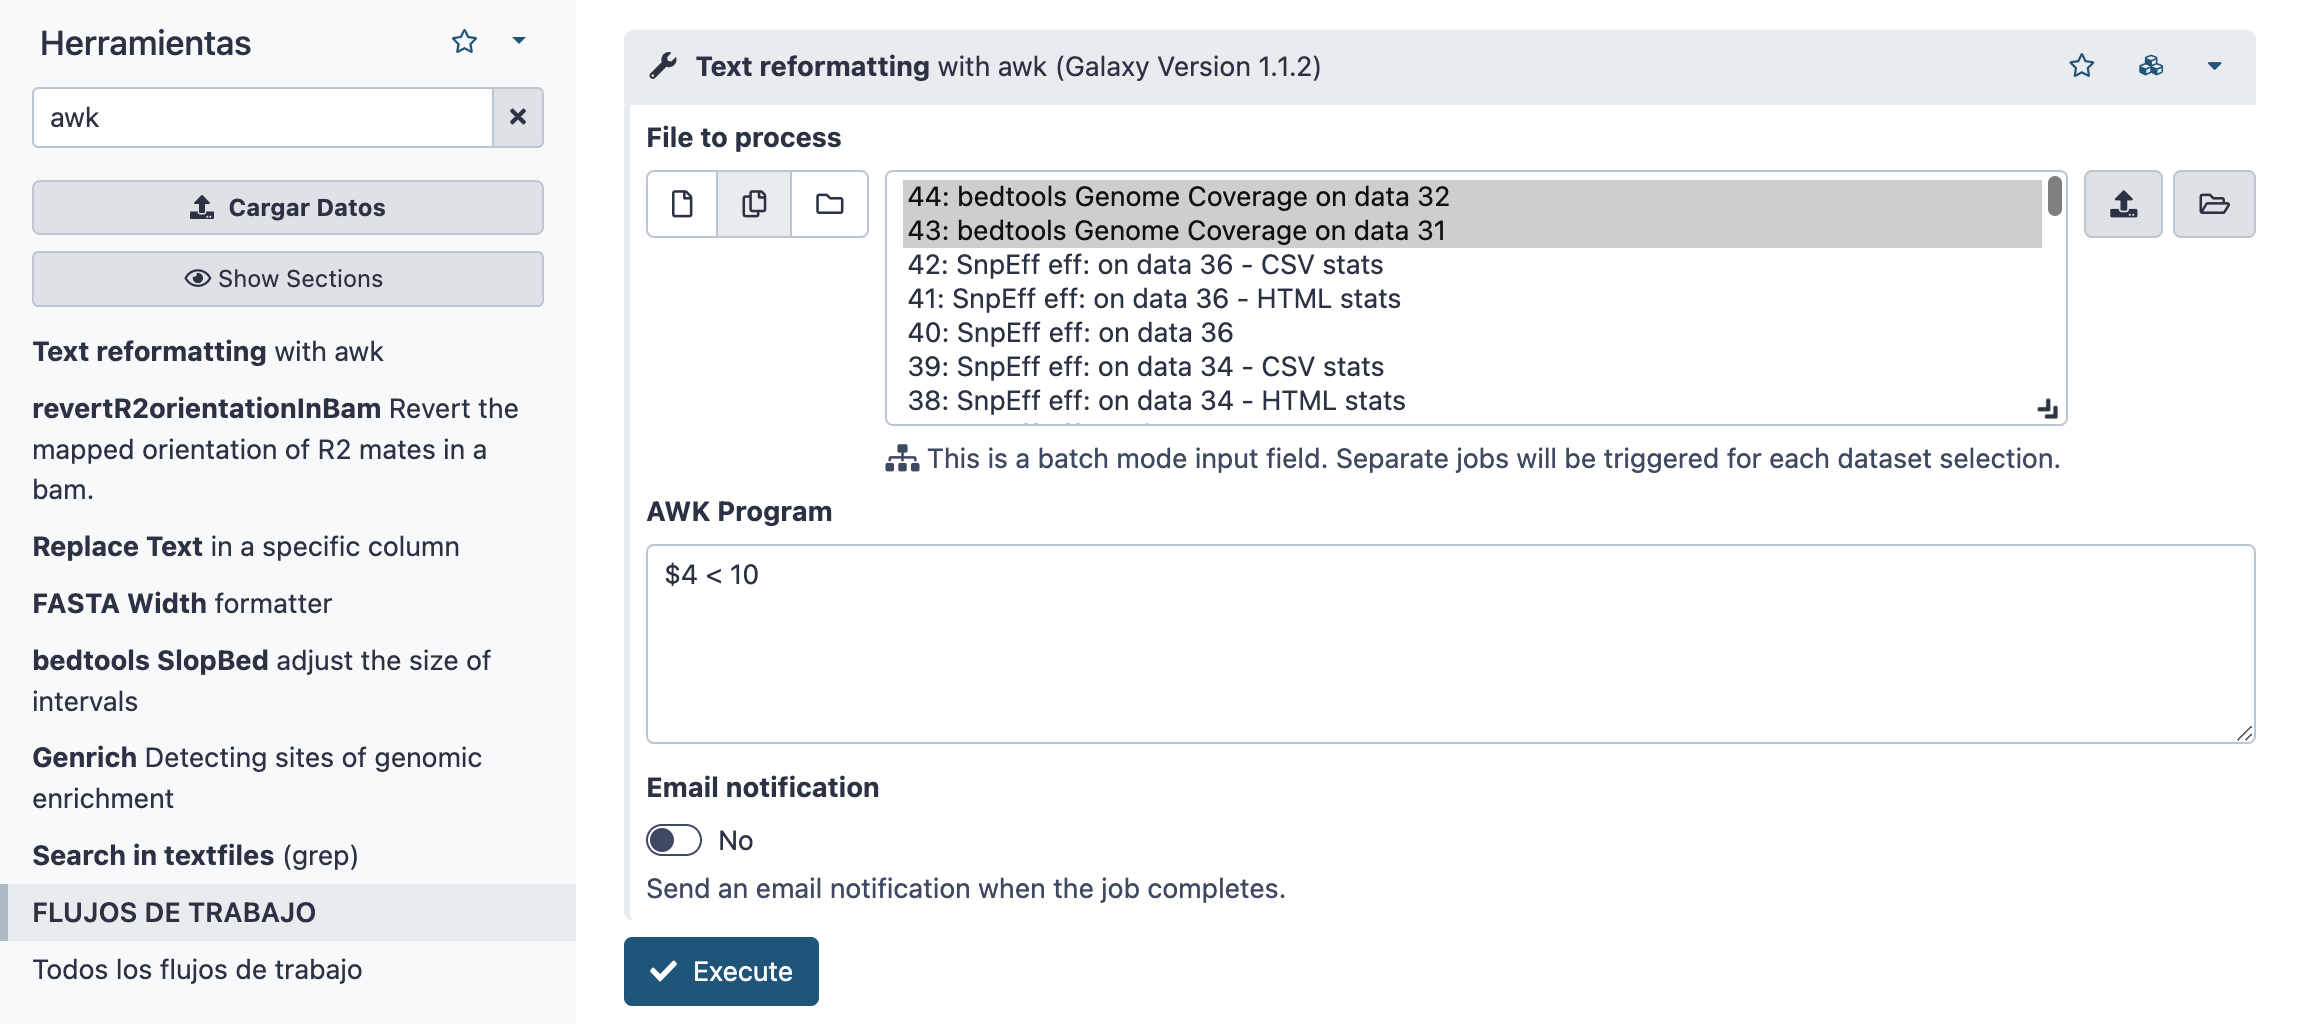 Herramientas
awk
Cargar Datos
Show Sections
Text reformatting with awk
revertR2orientationInBam Revert the
mapped orientation of R2 mates in a
bam.
Replace Text in a specific column
FASTA Width formatter
bedtools SlopBed adjust the size of
intervals
Genrich Detecting sites of genomic
enrichment
Search in textfiles (grep)
FLUJOS DE TRABAJO
Todos los flujos de trabajo
Text reformatting with awk (Galaxy Version 1.1.2)
File to process
44: bedtools Genome Coverage on data 32
43: bedtools Genome Coverage on data 31
42: SnpEff eff: on data 36 - CSV stats
41: SnpEff eff: on data 36 - HTML stats
40: SnpEff eff: on data 36
39: SnpEff eff: on data 34 - CSV stats
38: SnpEff eff: on data 34 - HTML stats
This is a batch mode input field. Separate jobs will be triggered for each dataset selection.
AWK Program
$4 < 10
Email notification
No
Send an email notification when the job completes.
Execute